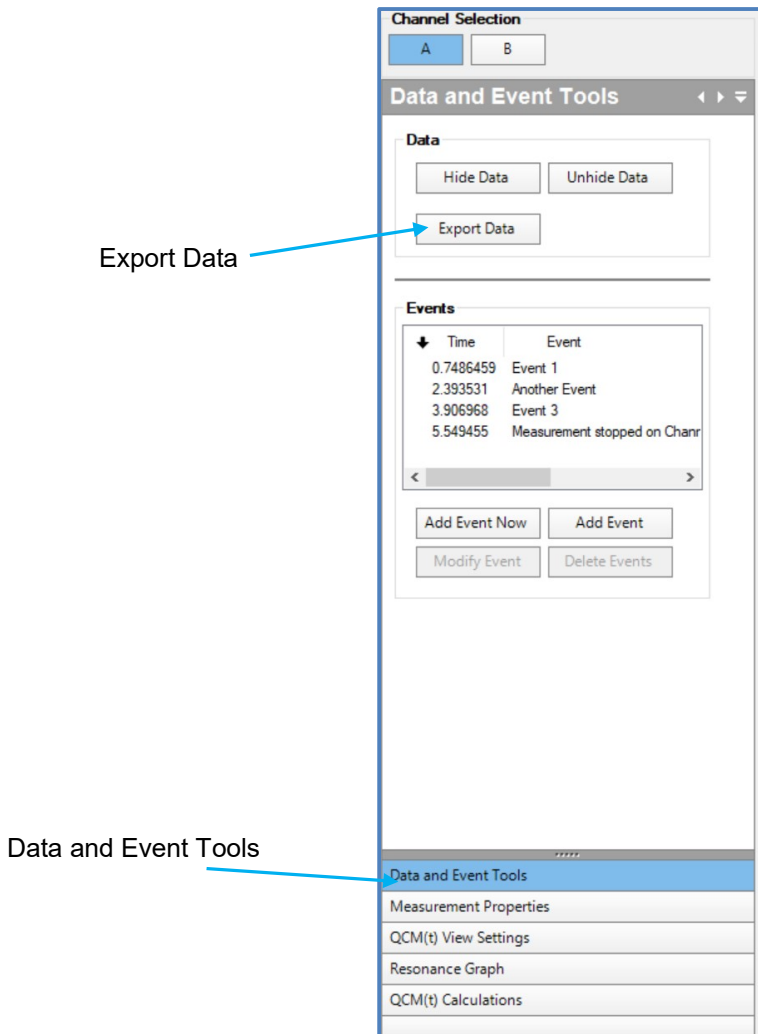 Channel Selection
A B
Data and Event Tools
Data
Hide Data Unhide Data
Export Data
Export Data
Events
Time Event
0.7486459 Event 1
2.393531 Another Event
3.906968 Event 3
5.549455 Measurement stopped on Chanr
Add Event Now Add Event
Modify Event Delete Events
Data and Event Tools
Data and Event Tools
Measurement Properties
QCM(t) View Settings
Resonance Graph
QCM(t) Calculations